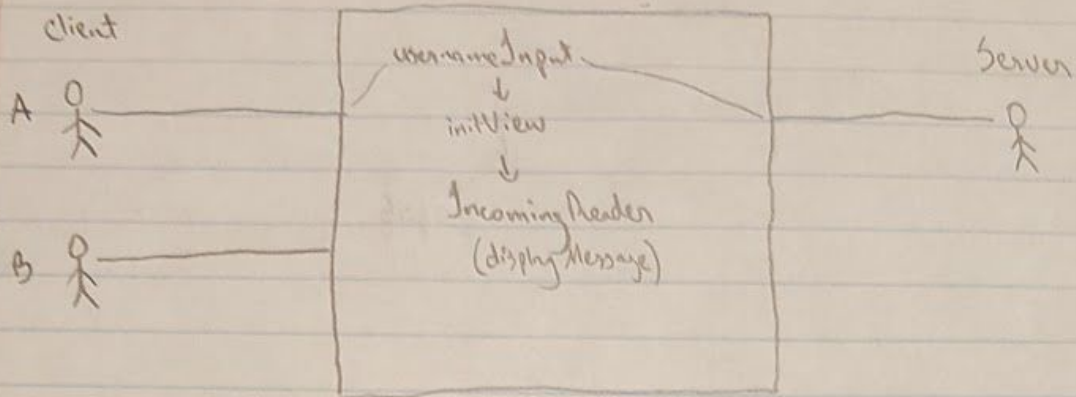 client
Server
usernameInput
A
initView
IncomingReader
B
(displayMessage)